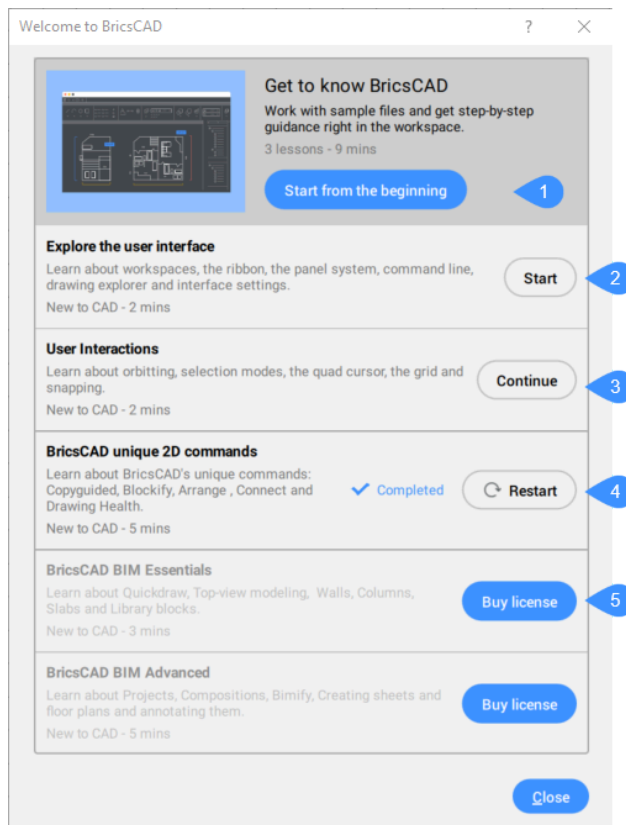 Welcome to BricsCAD
?
Get to know BricsCAD
Work with sample files and get step-by-step
guidance right in the workspace.
3 lessons - 9 mins
Start from the beginning
1
Explore the user interface
Learn about workspaces, the ribbon, the panel system, command line,
drawing explorer and interface settings.
New to CAD - 2 mins
Start
2
User Interactions
Learn about orbitting, selection modes, the quad cursor, the grid and
snapping.
New to CAD - 2 mins
Continue
3
BricsCAD unique 2D commands
Learn about BricsCAD's unique commands:
Copyguided, Blockify, Arrange , Connect and
Drawing Health.
New to CAD - 5 mins
Completed
Restart
4
BricsCAD BIM Essentials
Learn about Quickdraw, Top-view modeling, Walls, Columns,
Slabs and Library blocks.
New to CAD - 3 mins
Buy license
5
BricsCAD BIM Advanced
Learn about Projects, Compositions, Bimify, Creating sheets and
floor plans and annotating them.
New to CAD - 5 mins
Buy license
Close